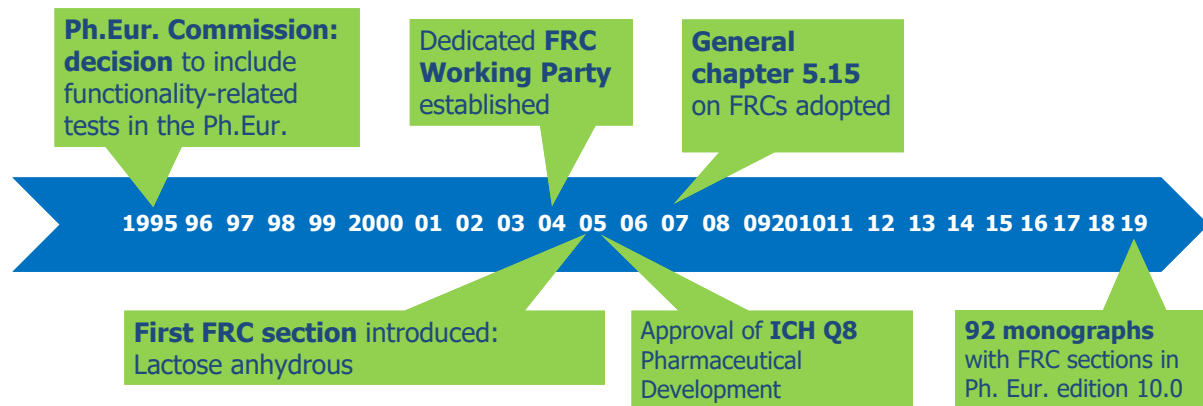 Ph.Eur. Commission:
decision to include
functionality-related
tests in the Ph.Eur.
Dedicated FRC
Working Party
established
General
chapter 5.15
on FRCs adopted
1995 96 97 98 99 2000 01 02 03 04 05 06 07 08 09201011 12 13 14 15 16 17 18 19
First FRC section introduced:
Lactose anhydrous
Approval of ICH Q8
Pharmaceutical
Development
92 monographs
with FRC sections in
Ph. Eur. edition 10.0